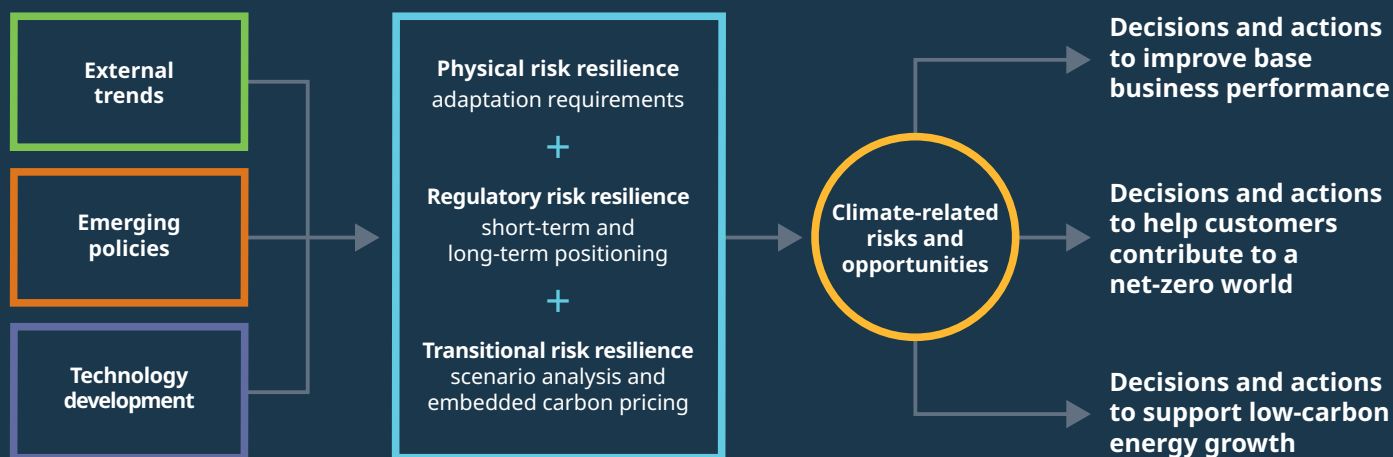 External
trends
Emerging
policies
Technology
development
Physical risk resilience
adaptation requirements
+
Regulatory risk resilience
short-term and
long-term positioning
+
Transitional risk resilience
scenario analysis and
embedded carbon pricing
Climate-related
risks and
opportunities
Decisions and actions
to improve base
business performance
Decisions and actions
to help customers
contribute to a
net-zero world
Decisions and actions
to support low-carbon
energy growth